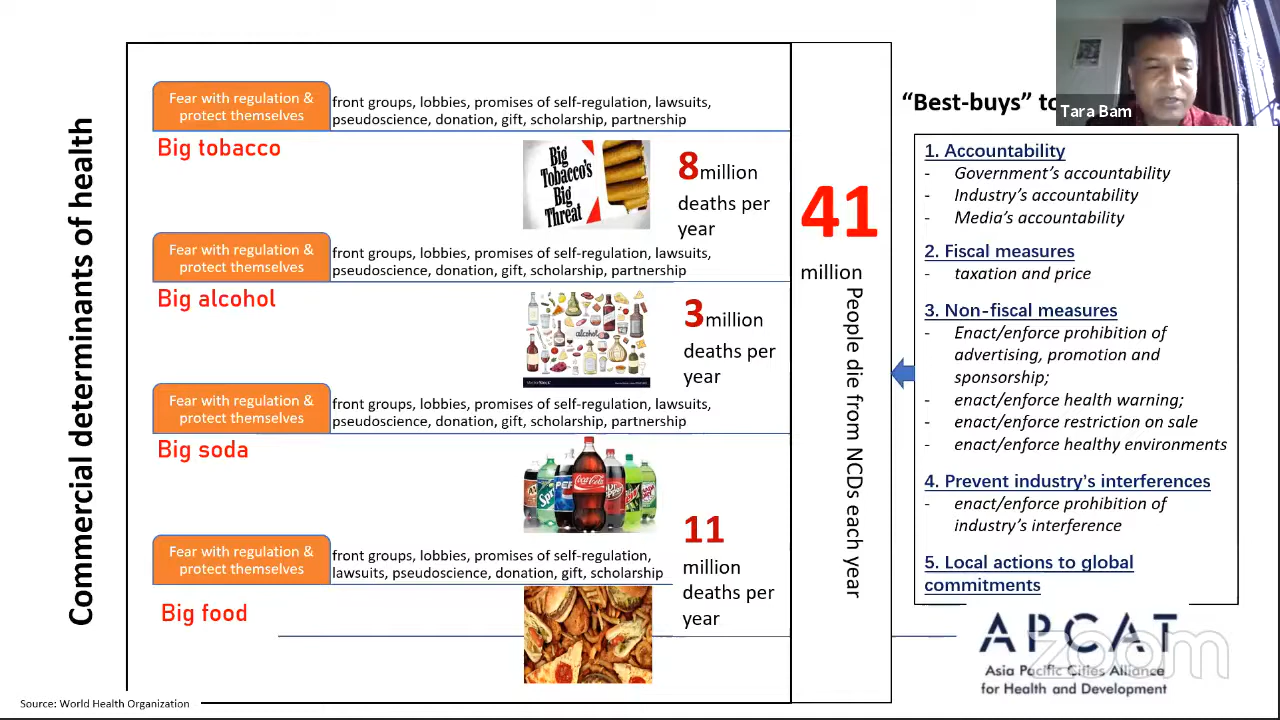 Commercial determinants of health
Fear with regulation &
protect themselves
front groups, lobbies, promises of self-regulation, lawsuits,
pseudoscience, donation, gift, scholarship, partnership
Big tobacco
Big
Tobacco's
Big
Threat
8 million
deaths per
year
Fear with regulation &
protect themselves
front groups, lobbies, promises of self-regulation, lawsuits,
pseudoscience, donation, gift, scholarship, partnership
Big alcohol
alcohol
3 million
deaths per
year
Fear with regulation &
protect themselves
front groups, lobbies, promises of self-regulation, lawsuits,
pseudoscience, donation, gift, scholarship, partnership
Big soda
Coca-Cola
11
million
deaths per
year
Fear with regulation &
protect themselves
front groups, lobbies, promises of self-regulation,
lawsuits, pseudoscience, donation, gift, scholarship
Big food
41
million
People die from NCDs each year
“Best-buys” to
Tara Bam
1. Accountability
- Government’s accountability
- Industry’s accountability
- Media’s accountability
2. Fiscal measures
- taxation and price
3. Non-fiscal measures
- Enact/enforce prohibition of
advertising, promotion and
sponsorship;
- enact/enforce health warning;
- enact/enforce restriction on sale
- enact/enforce healthy environments
4. Prevent industry’s interferences
- enact/enforce prohibition of
industry’s interference
5. Local actions to global
commitments
APCAT
Asia Pacific Cities Alliance
for Health and Development
zoom
Source: World Health Organization